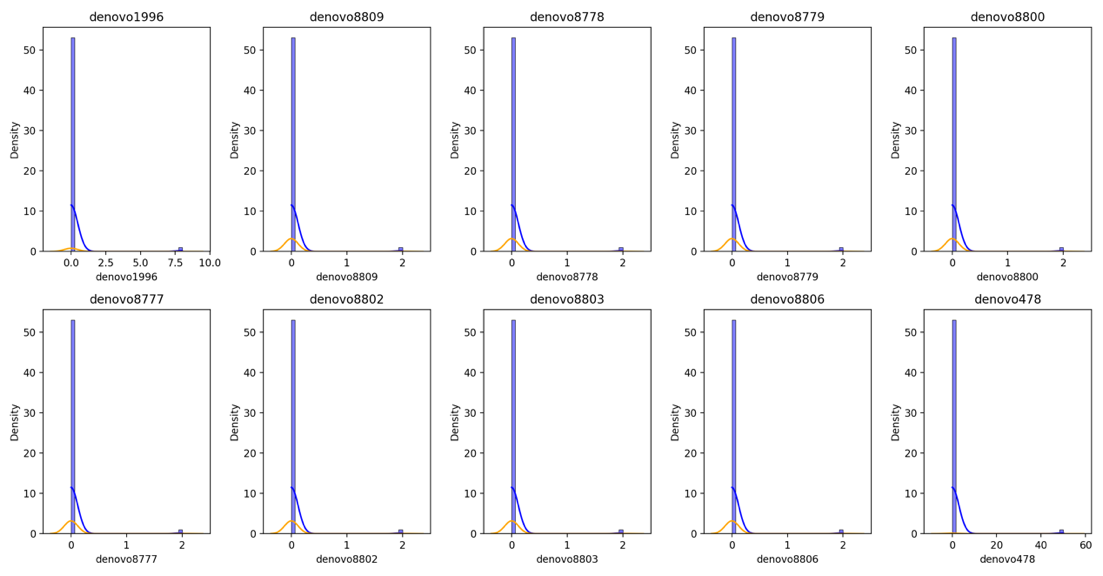 denovo1996 denovo8809 denovo8778 denovo8779 denovo8800
Density Density Density Density Density
50 50 50 50 50
40 40 40 40 40
30 30 30 30 30
20 20 20 20 20
10 10 10 10 10
0 0 0 0 0
0.0 2.5 5.0 7.5 10.0 0 1 2 0 1 2 0 1 2 0 1 2
denovo1996 denovo8809 denovo8778 denovo8779 denovo8800
denovo8777 denovo8802 denovo8803 denovo8806 denovo478
Density Density Density Density Density
50 50 50 50 50
40 40 40 40 40
30 30 30 30 30
20 20 20 20 20
10 10 10 10 10
0 0 0 0 0
0 1 2 0 1 2 0 1 2 0 1 2 0 20 40 60
denovo8777 denovo8802 denovo8803 denovo8806 denovo478